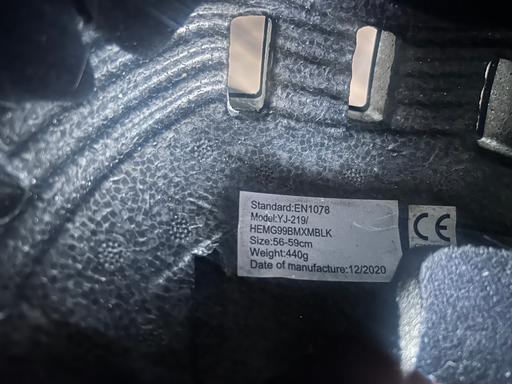 Standard:EN1078
Model:YJ-219/
HEMG99BMXMBLK
Size:56-59cm
Weight:440g
Date of manufacture:12/2020
CE